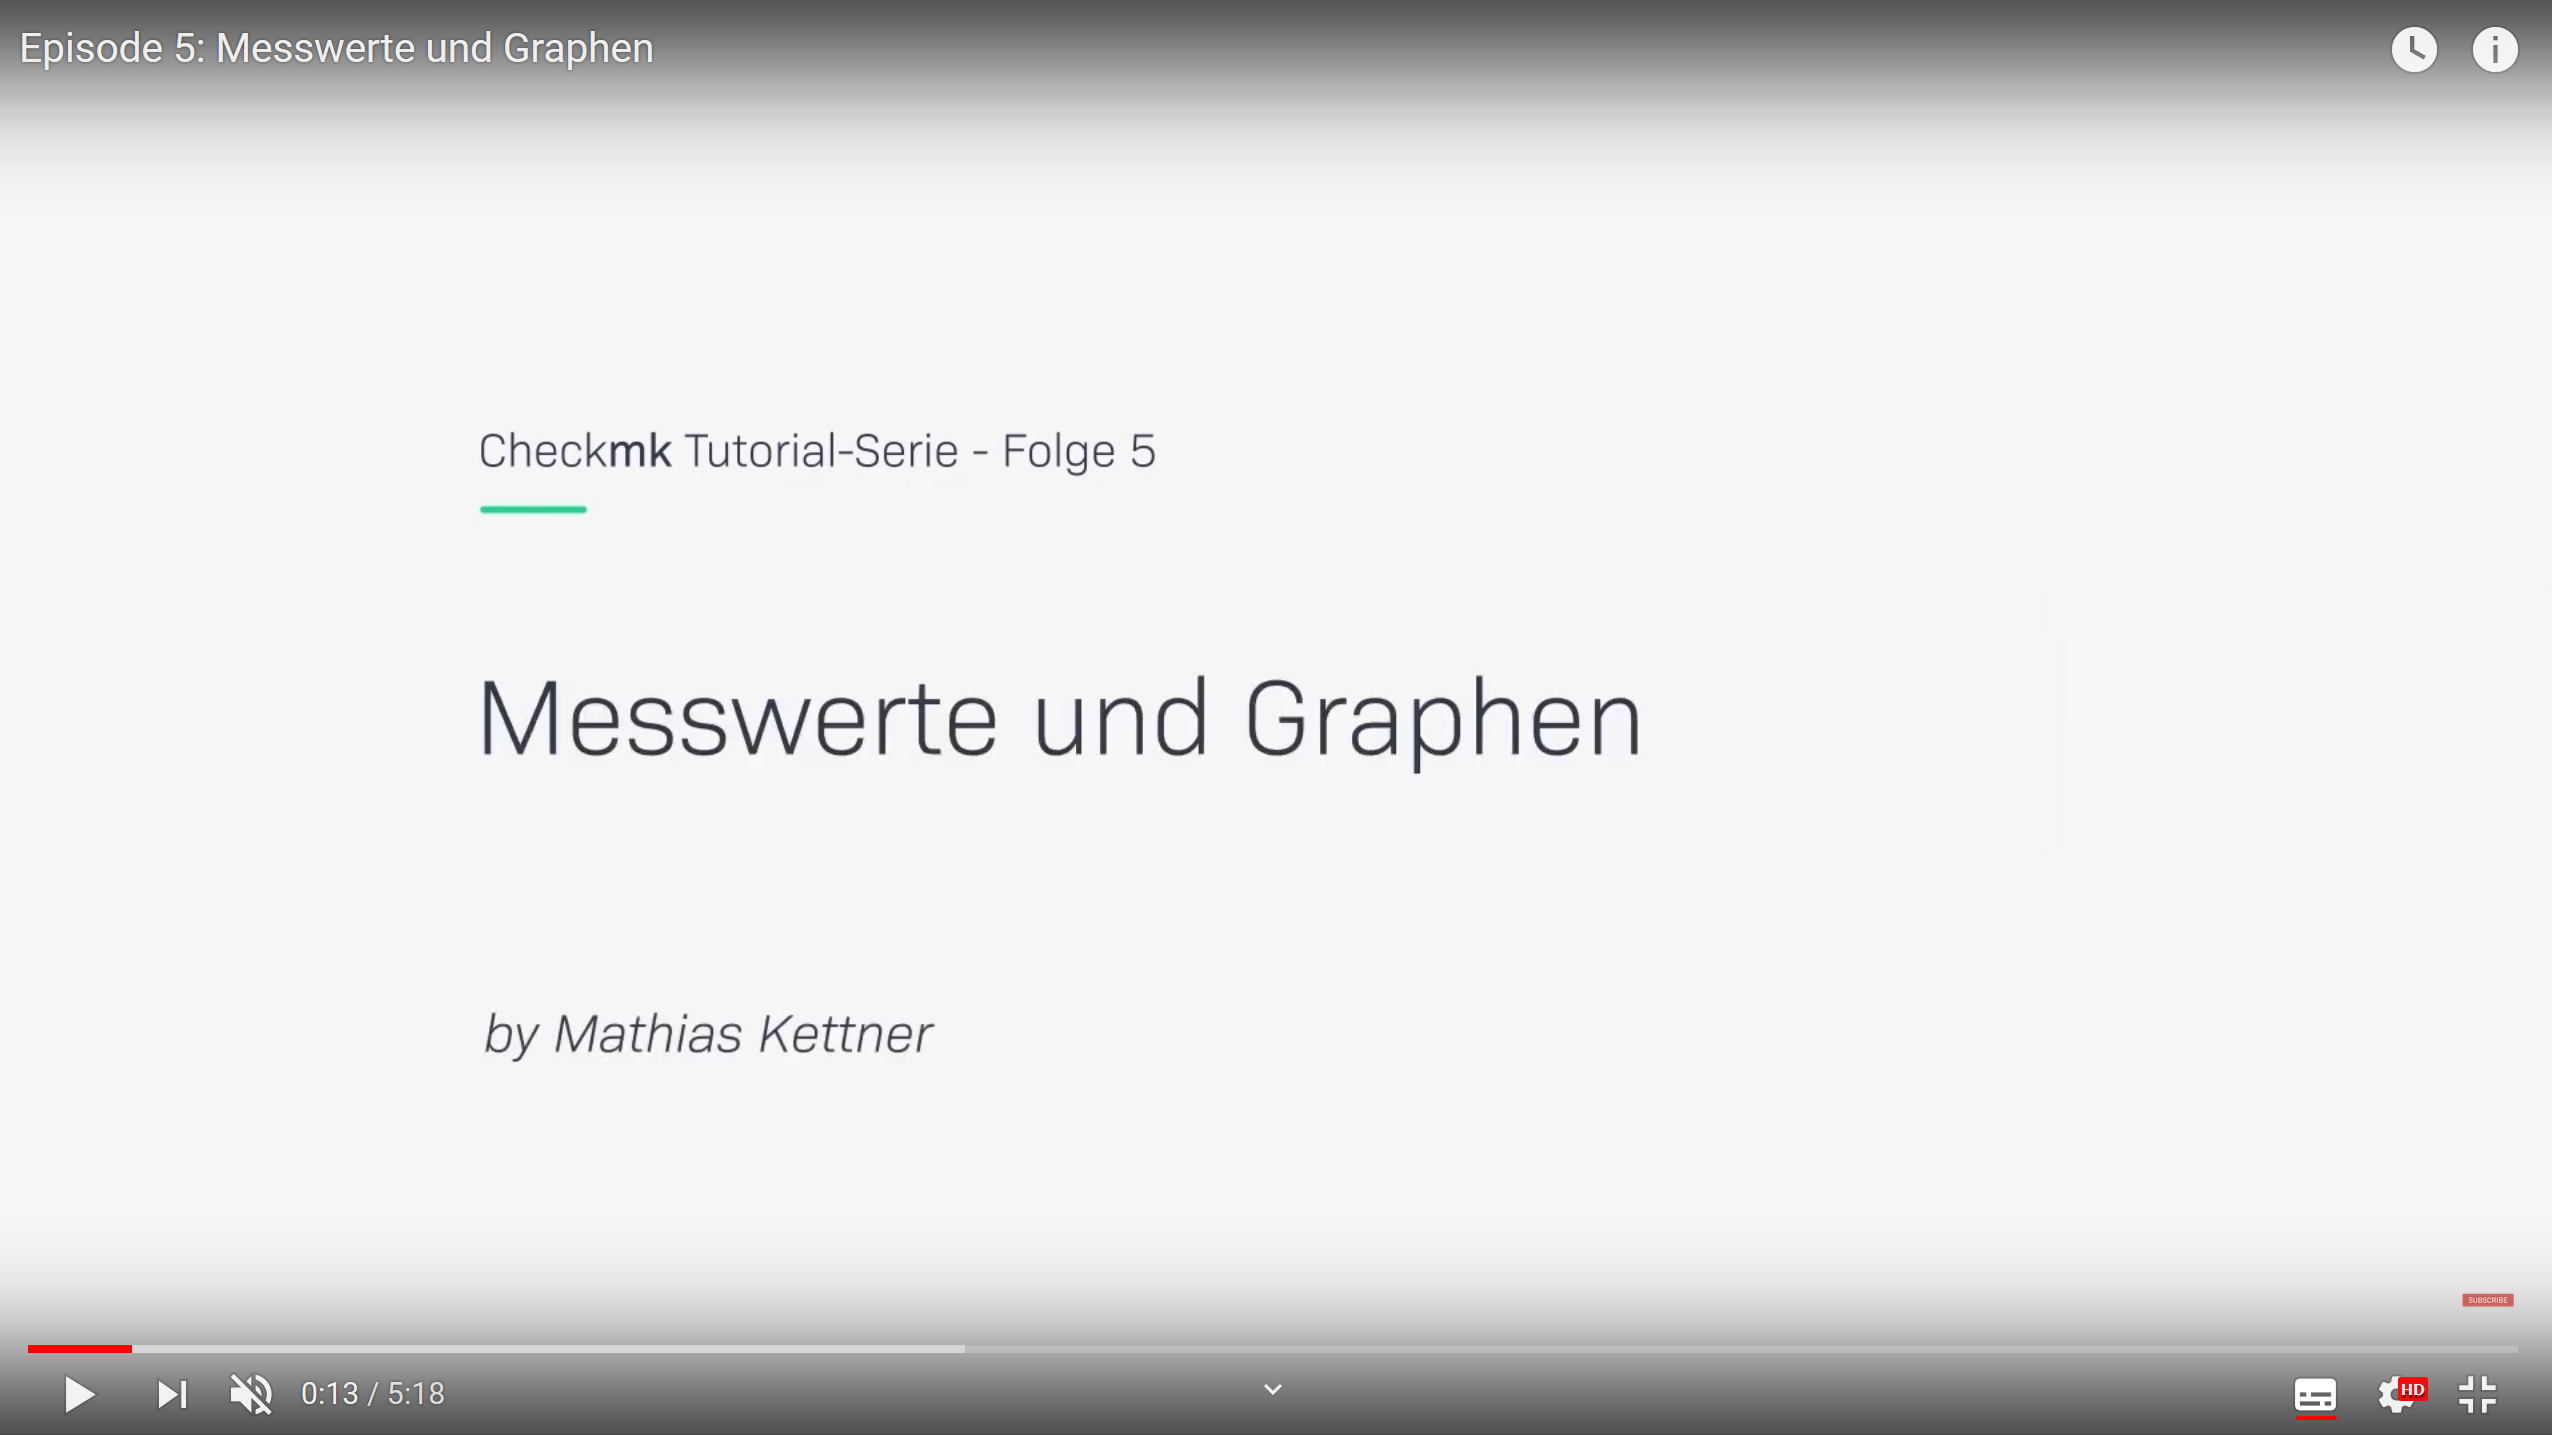 Episode 5: Messwerte und Graphen
Checkmk Tutorial-Serie - Folge 5
Messwerte und Graphen
by Mathias Kettner
SUBSCRIBE
0:13 / 5:18
HD